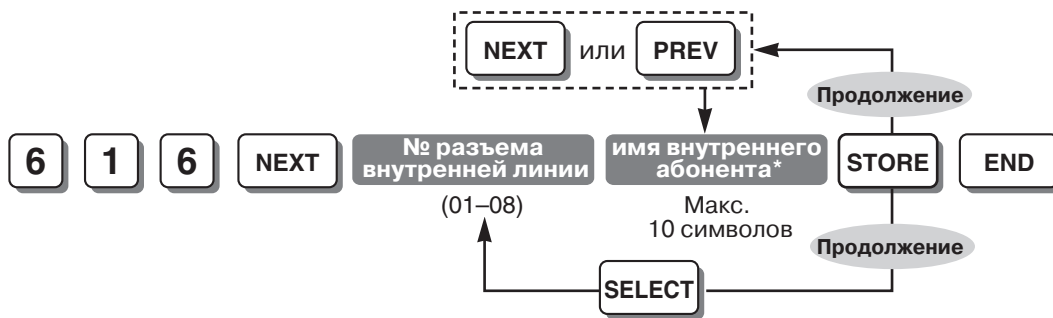 NEXT или PREV
Продолжение
6 1 6 NEXT № разъема внутренней линии имя внутреннего абонента* STORE END
(01–08)
Макс.
10 символов
Продолжение
SELECT